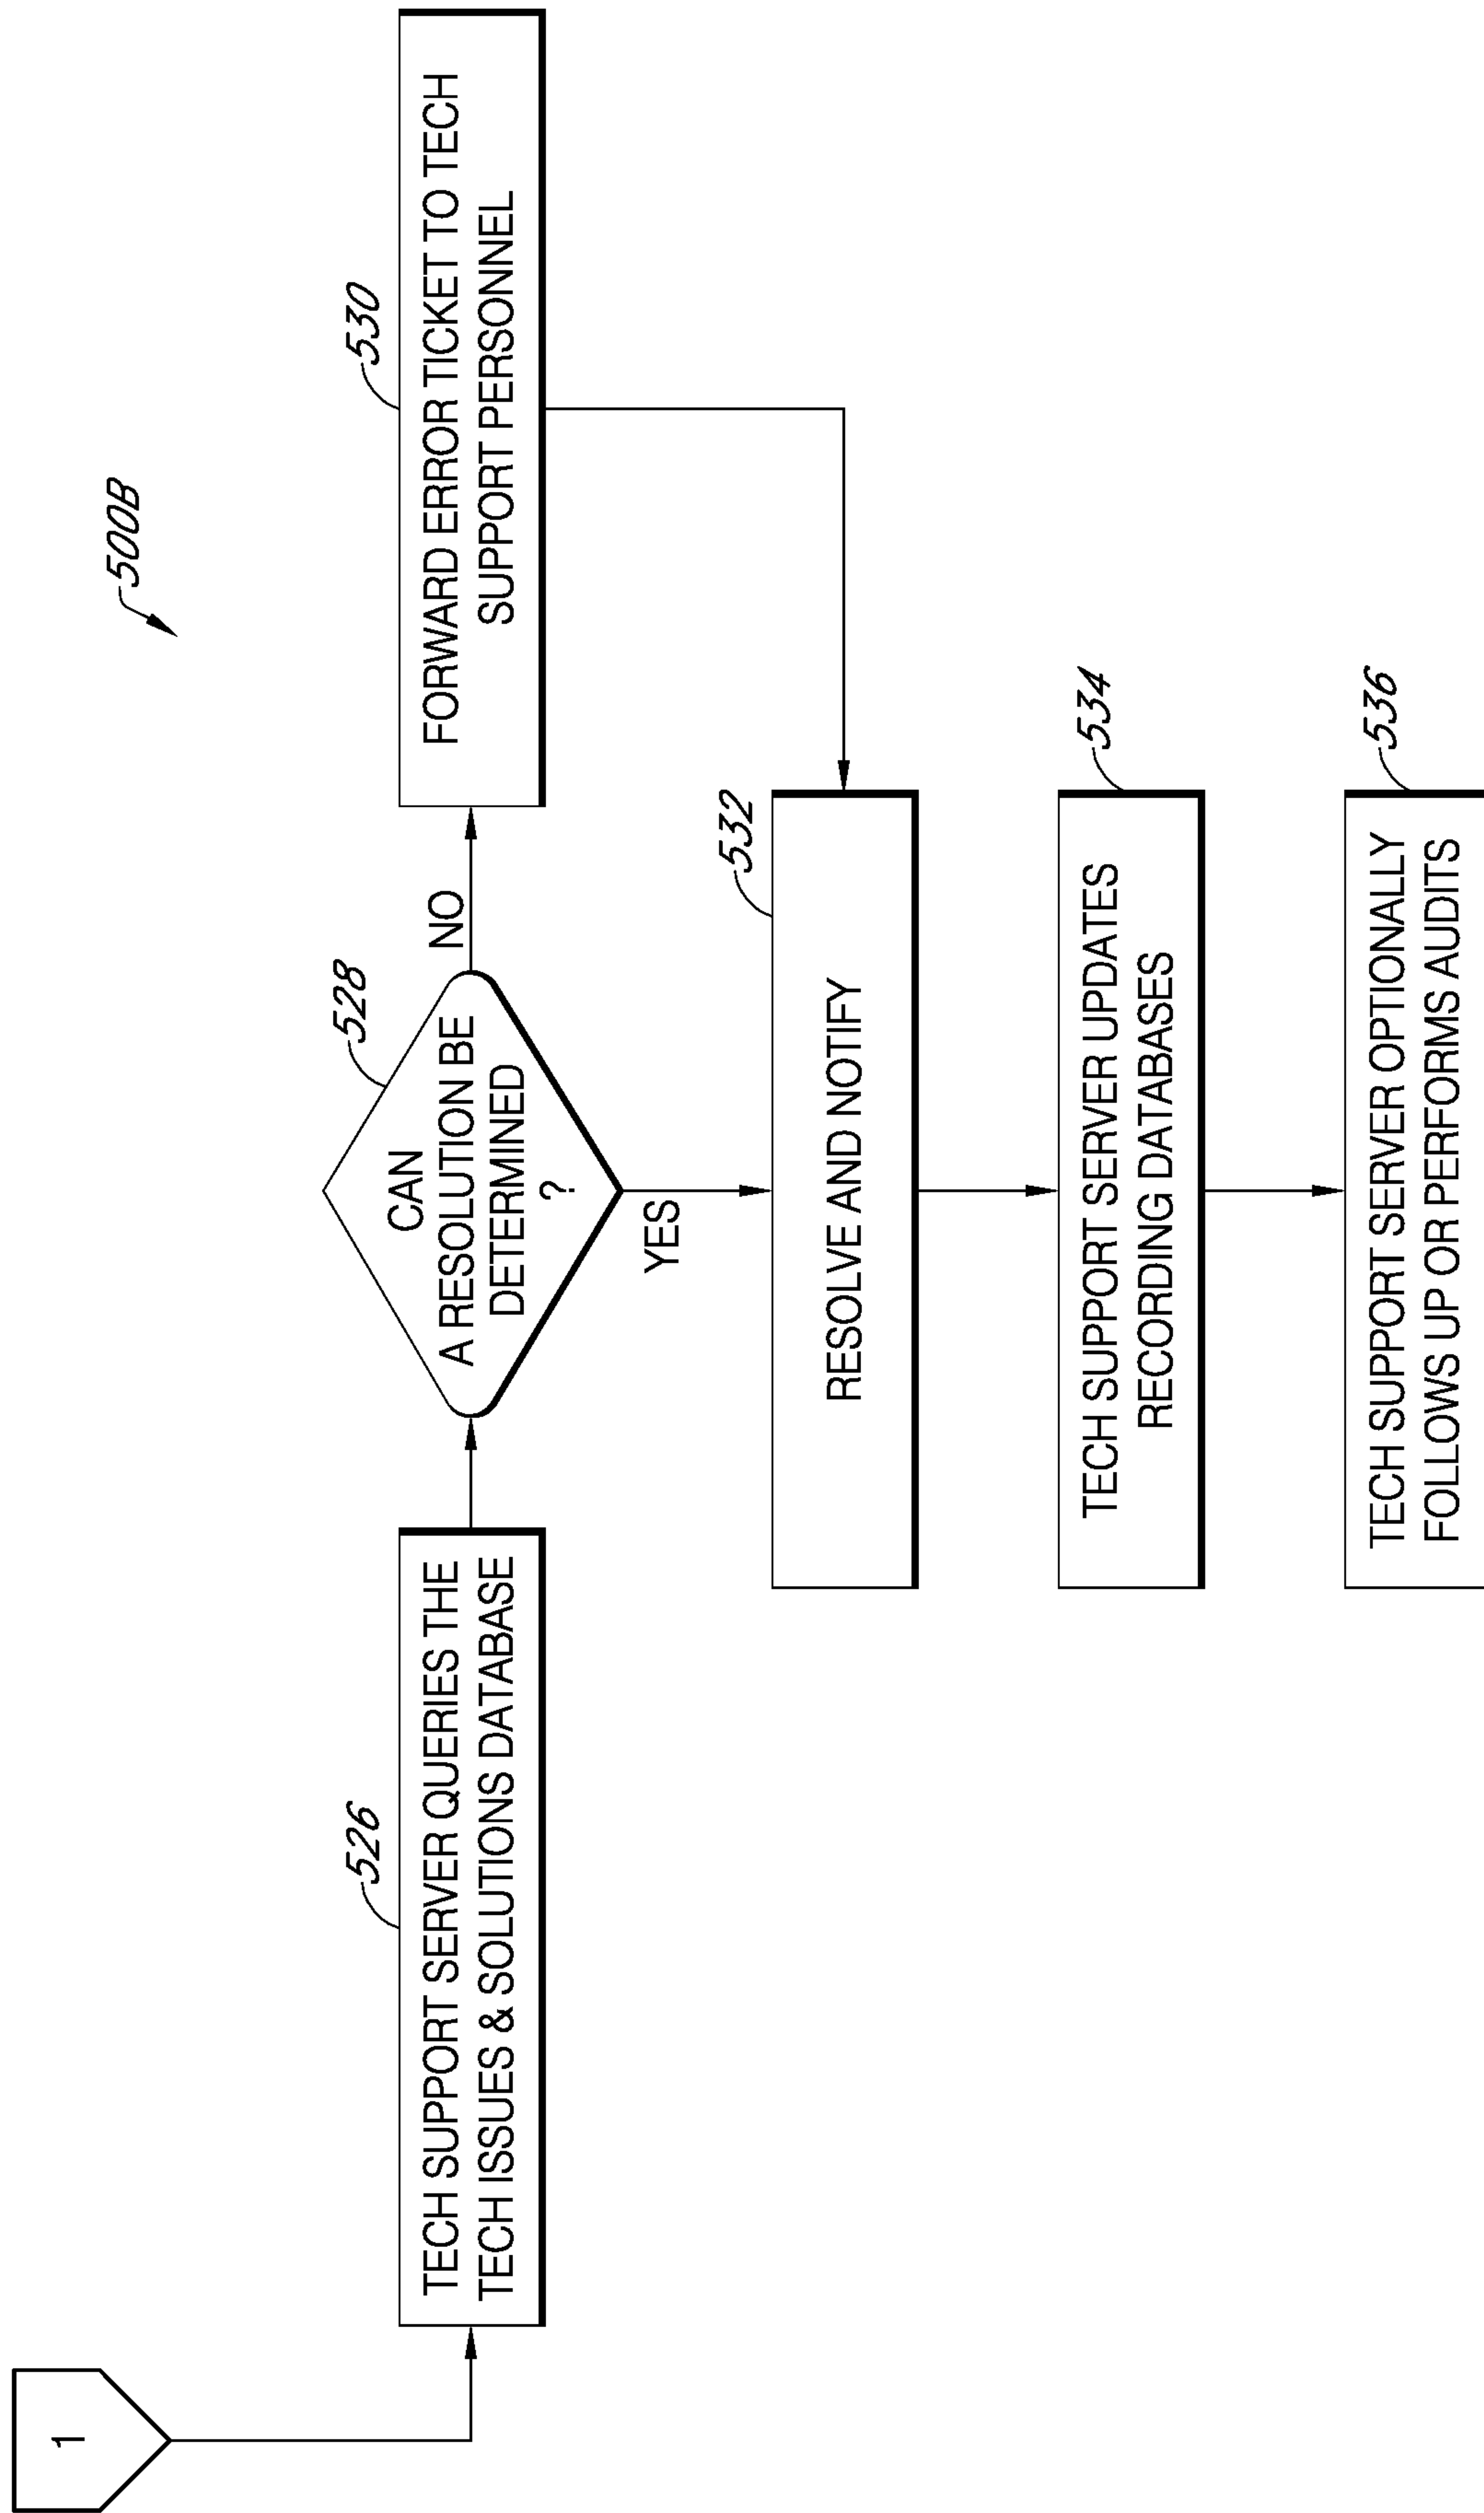 500B
1
526
TECH SUPPORT SERVER QUERIES THE
TECH ISSUES & SOLUTIONS DATABASE
528
CAN
A RESOLUTION BE
DETERMINED
?
NO
YES
530
FORWARD ERROR TICKET TO TECH
SUPPORT PERSONNEL
532
RESOLVE AND NOTIFY
534
TECH SUPPORT SERVER UPDATES
RECORDING DATABASES
536
TECH SUPPORT SERVER OPTIONALLY
FOLLOWS UP OR PERFORMS AUDITS